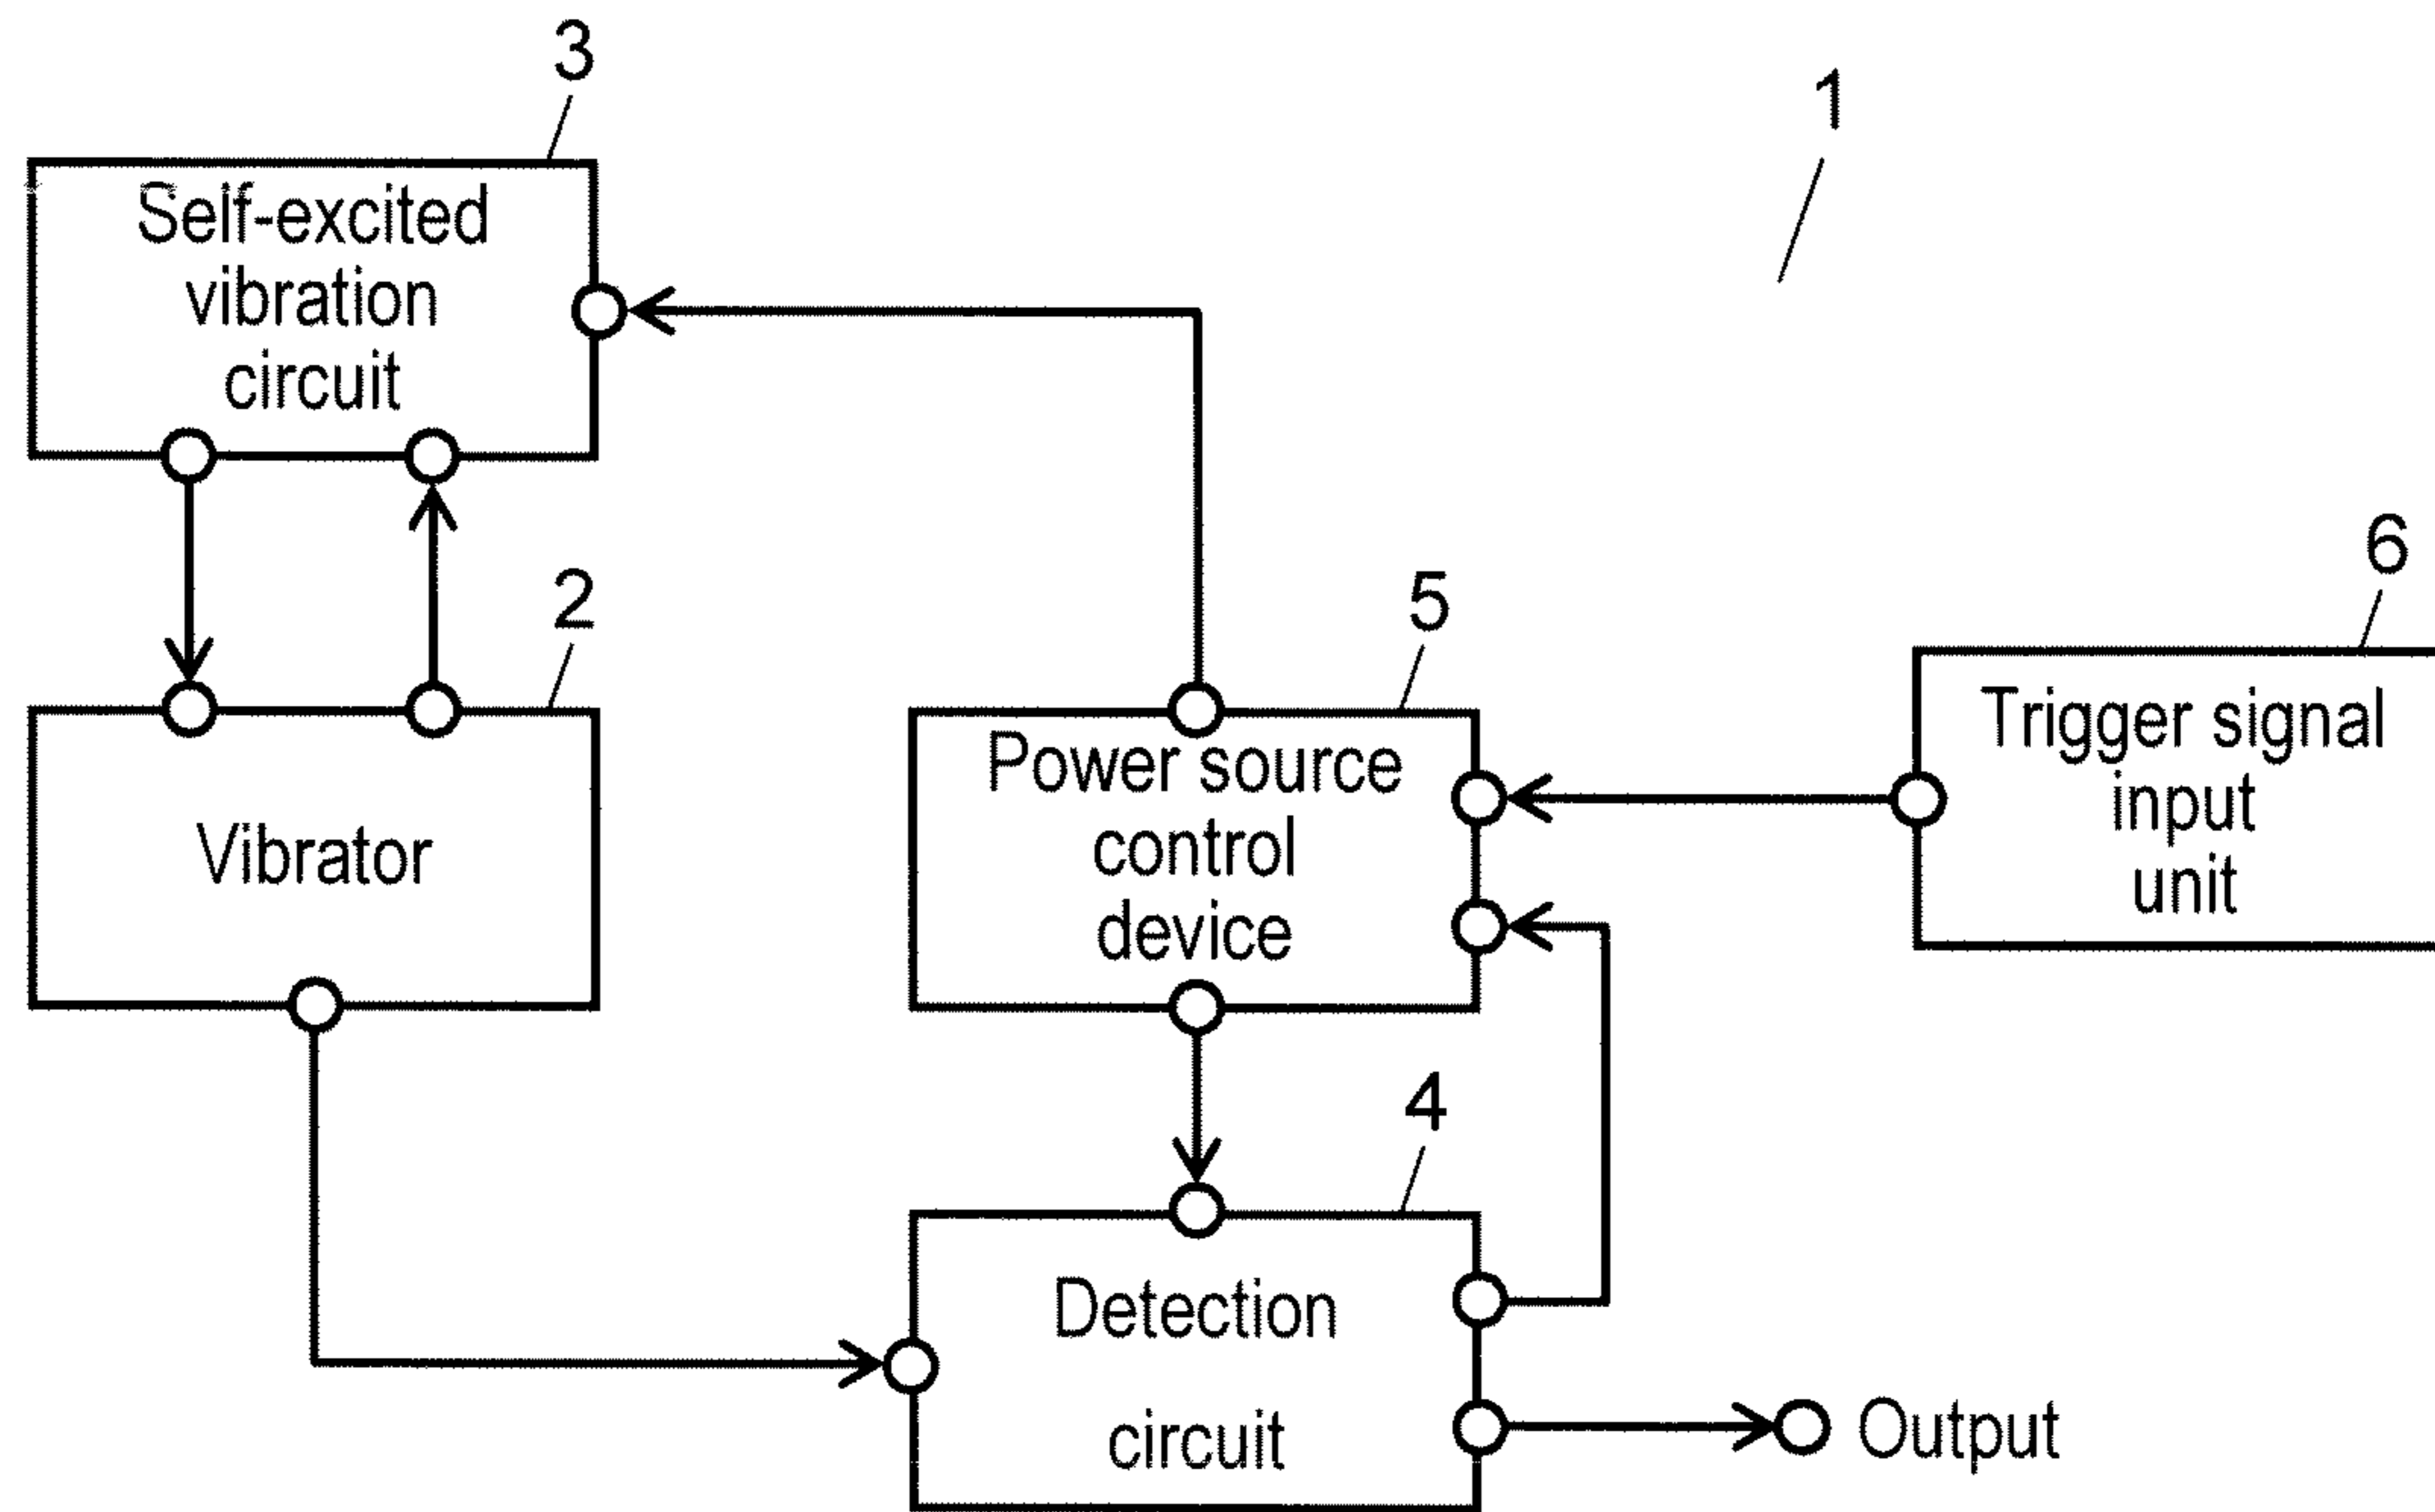 3
1
Self-excited
vibration
circuit
2
5
6
Vibrator
Power source
control
device
Trigger signal
input
unit
4
Detection
circuit
Output